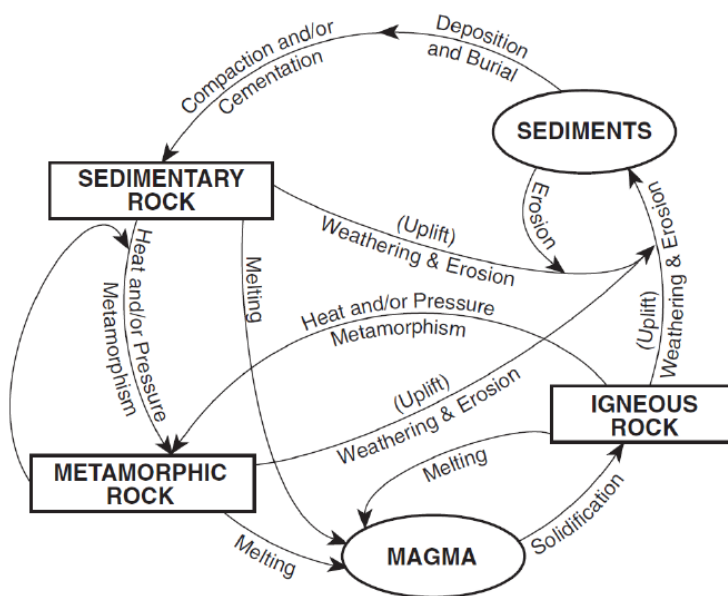 Deposition
and Burial
Compaction and/or
Cementation
SEDIMENTS
SEDIMENTARY
ROCK
Erosion
(Uplift)
Weathering & Erosion
(Uplift)
Weathering & Erosion
Heat and/or Pressure
Metamorphism
Melting
Heat and/or Pressure
Metamorphism
(Uplift)
Weathering & Erosion
IGNEOUS
ROCK
METAMORPHIC
ROCK
Melting
Melting
MAGMA
Solidification